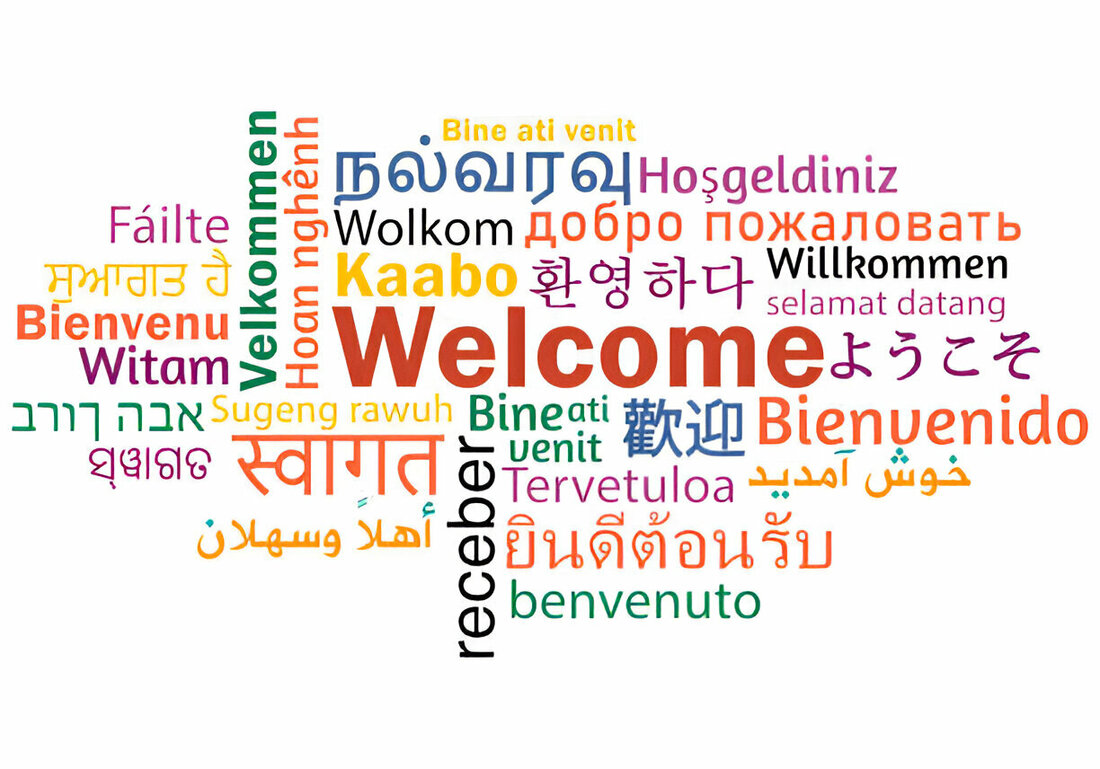 Bine ati venit
நல்வரவு
Hoşgeldiniz
Velkommen
Hoan nghênh
Fáilte
Wolkom
добро пожаловать
ਸੁਆਗਤ ਹੈ
Kaabo
환영하다
Willkommen
selamat datang
Bienvenu
Welcome
ようこそ
Witam
אבה ךורב
Sugeng rawuh
Bine ati
venit
歡迎
Bienvenido
ସ୍ୱାଗତ
स्वागत
receber
Tervetuloa
خوش آمدید
أهلاً وسهلان
ยินดีต้อนรับ
benvenuto